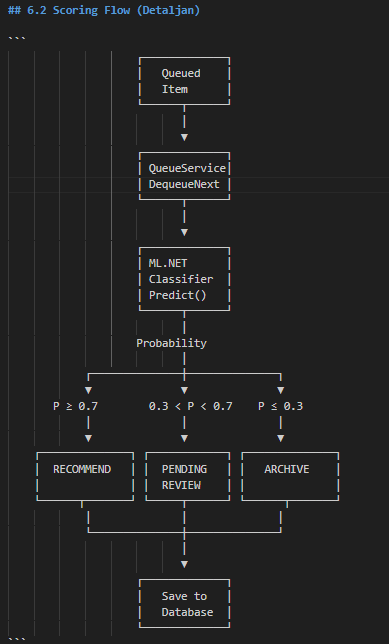 ## 6.2 Scoring Flow (Detaljan)
```
Queued
Item
QueueService
DequeueNext
ML.NET
Classifier
Predict()
Probability
P ≥ 0.7 0.3 < P < 0.7 P ≤ 0.3
RECOMMEND PENDING ARCHIVE
REVIEW
Save to
Database
```